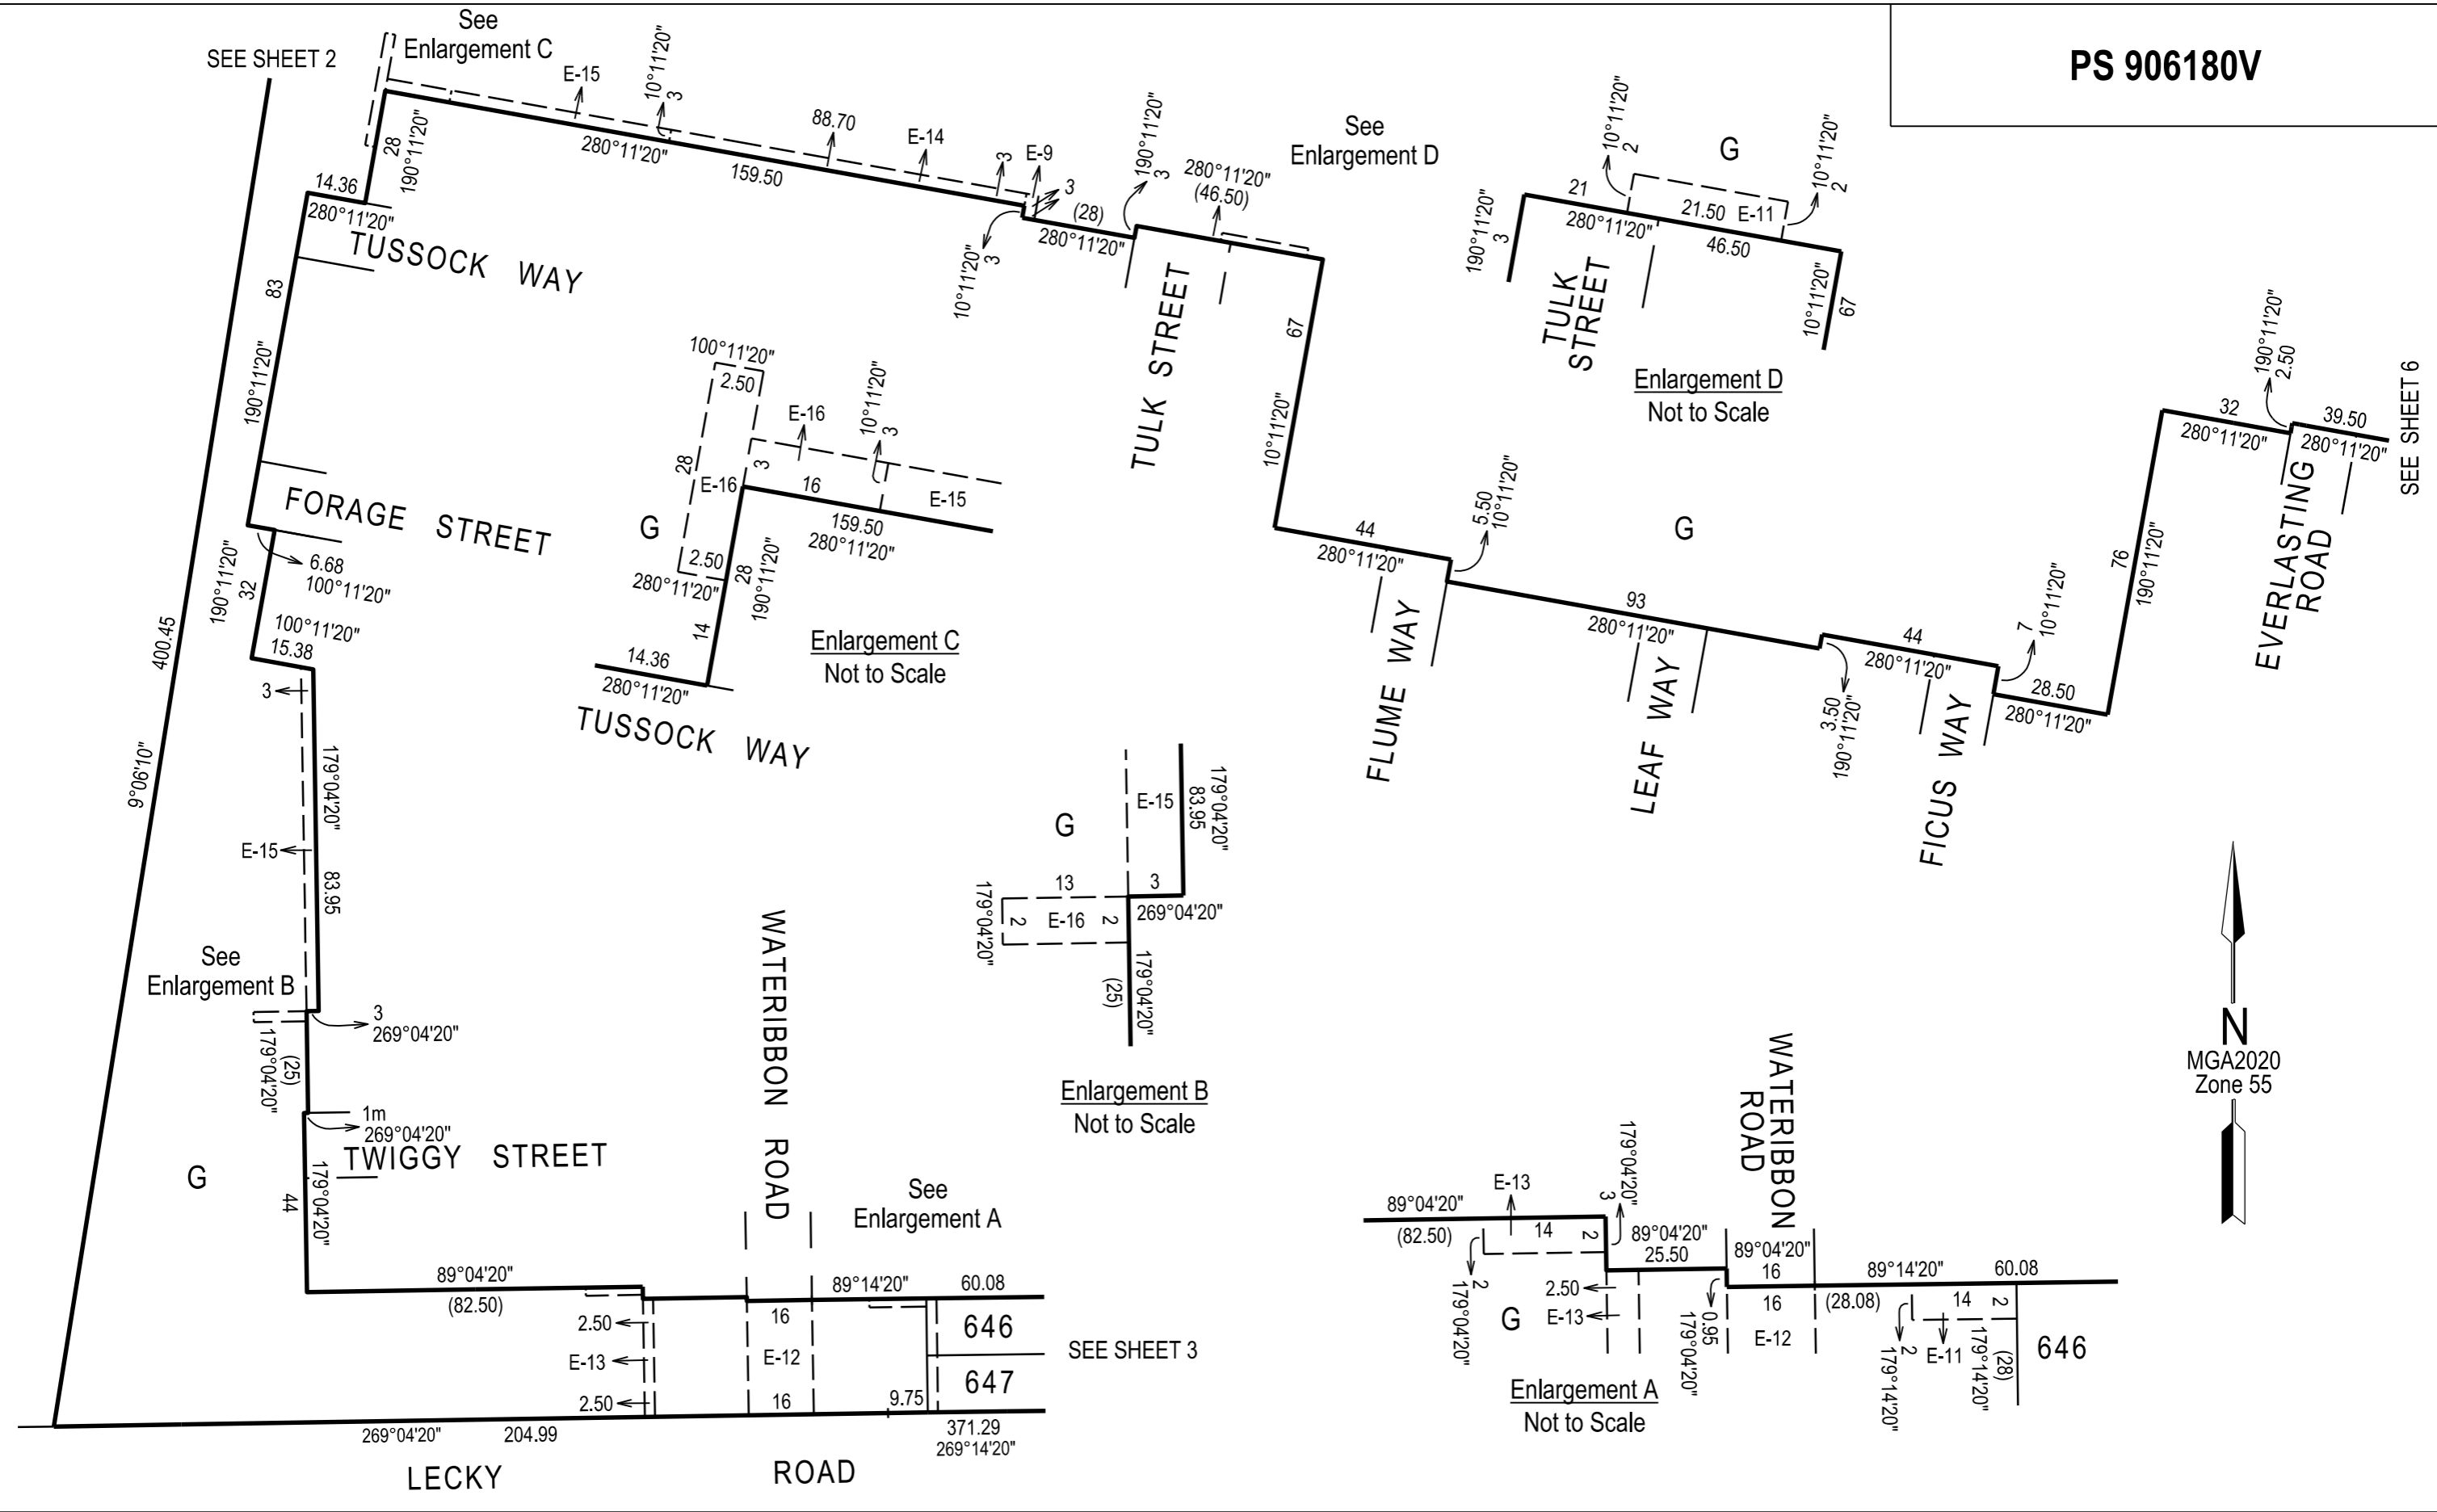 PS 906180V
SEE SHEET 2
See
Enlargement C
E-15
10°11'20"
3
88.70
E-14
3
E-9
3
190°11'20"
3
280°11'20"
(46.50)
See
Enlargement D
28
190°11'20"
280°11'20"
159.50
(28)
280°11'20"
10°11'20"
3
14.36
280°11'20"
TUSSOCK WAY
83
190°11'20"
FORAGE STREET
6.68
100°11'20"
190°11'20"
32
100°11'20"
15.38
3
400.45
9°06'10"
179°04'20"
83.95
E-15
See
Enlargement B
3
269°04'20"
(25)
179°04'20"
1m
269°04'20"
TWIGGY STREET
G
44
179°04'20"
WATERIBBON ROAD
See
Enlargement A
89°04'20"
(82.50)
89°14'20"
60.08
2.50
16
E-13
E-12
2.50
16
9.75
646
647
SEE SHEET 3
269°04'20"
204.99
371.29
269°14'20"
LECKY ROAD
100°11'20"
2.50
E-16
10°11'20"
3
28
3
E-16
16
E-15
G
159.50
280°11'20"
2.50
280°11'20"
28
190°11'20"
14
14.36
280°11'20"
TUSSOCK WAY
Enlargement C
Not to Scale
TULK STREET
67
10°11'20"
10°11'20"
2
G
10°11'20"
2
190°11'20"
3
21
280°11'20"
21.50
E-11
46.50
TULK
STREET
10°11'20"
67
Enlargement D
Not to Scale
44
280°11'20"
5.50
10°11'20"
G
FLUME WAY
93
280°11'20"
LEAF WAY
3.50
190°11'20"
44
280°11'20"
7
10°11'20"
FICUS WAY
28.50
280°11'20"
76
190°11'20"
32
280°11'20"
190°11'20"
2.50
39.50
280°11'20"
EVERLASTING
ROAD
SEE SHEET 6
G
E-15
179°04'20"
83.95
13
3
269°04'20"
179°04'20"
2
E-16
2
(25)
179°04'20"
Enlargement B
Not to Scale
N
MGA2020
Zone 55
WATERIBBON
ROAD
89°04'20"
(82.50)
E-13
14
2
3
179°04'20"
2
179°04'20"
89°04'20"
25.50
89°04'20"
16
89°14'20"
60.08
2.50
G
E-13
0.95
179°04'20"
16
E-12
(28.08)
14
2
2
179°14'20"
E-11
179°14'20"
(28)
646
Enlargement A
Not to Scale